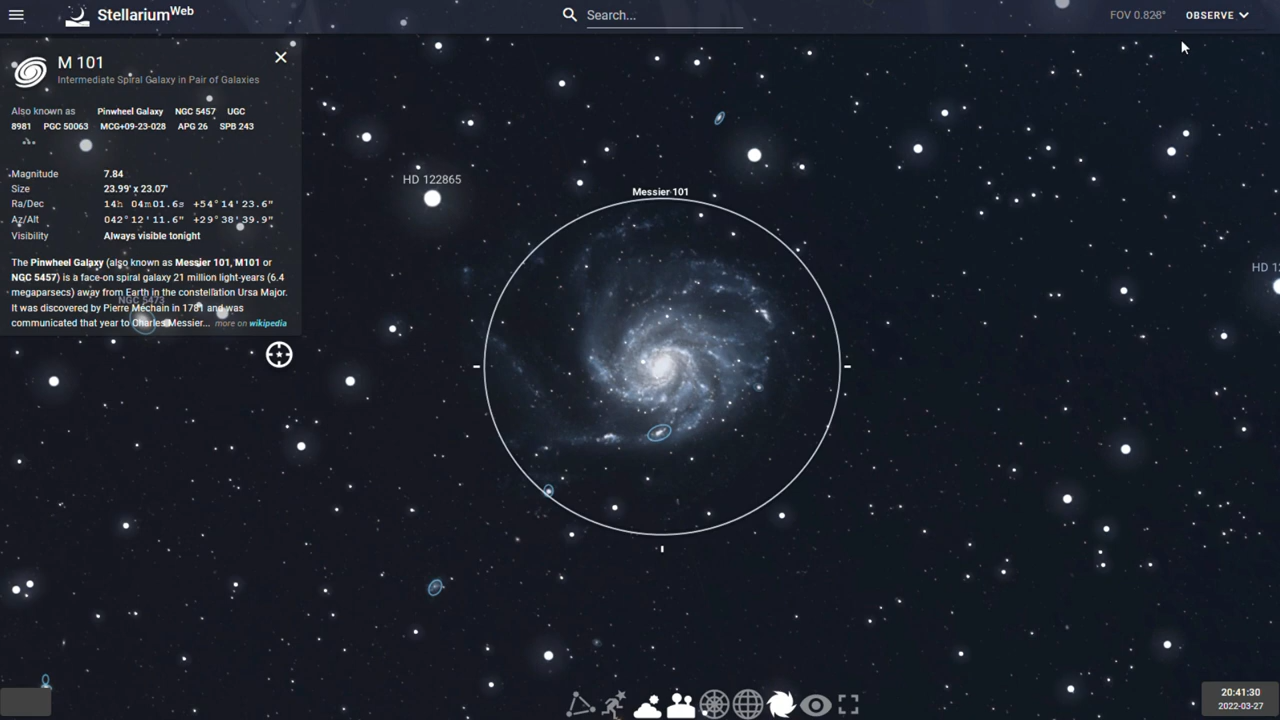 StellariumWeb
Search...
FOV 0.828°
OBSERVE
M 101
Intermediate Spiral Galaxy in Pair of Galaxies
Also known as Pinwheel Galaxy NGC 5457 UGC
8981 PGC 50063 MCG+09-23-028 APG 26 SPB 243
...
Magnitude 7.84
Size 23.99' x 23.07'
Ra/Dec 14h 04m01.6s +54°14'23.6"
Az/Alt 042°12'11.6" +29°38'39.9"
Visibility Always visible tonight
The Pinwheel Galaxy (also known as Messier 101, M101 or
NGC 5457) is a face-on spiral galaxy 21 million light-years (6.4
megaparsecs) away from Earth in the constellation Ursa Major.
NGC 5473
It was discovered by Pierre Méchain in 1781 and was
communicated that year to Charles Messier... more on wikipedia
HD 122865
Messier 101
20:41:30
2022-03-27